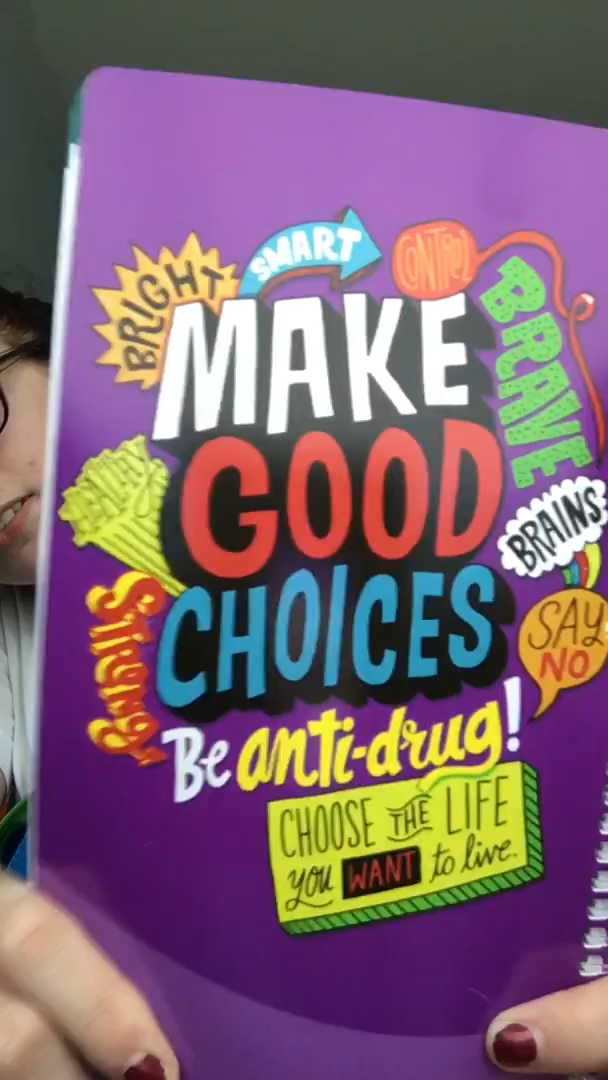 SMART
CONTROL
BRIGHT
BRAVE
MAKE
GOOD
HEALTHY
BRAINS
CHOICES
Strong
SAY
NO
Be anti-drug!
CHOOSE THE LIFE
you WANT to live.